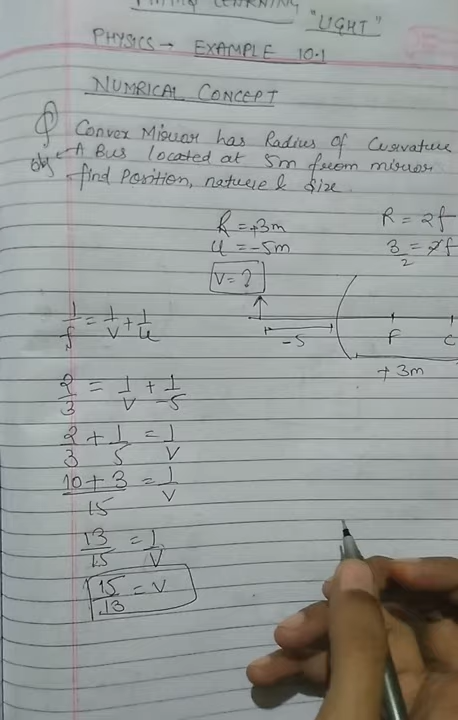 LEARNING "LIGHT"
PHYSICS → EXAMPLE 10.1
NUMRICAL CONCEPT
Q Convex Mirror has Radius of Curvature
A Bus located at 5m from mirror
find Position, nature & Size.
R = +3m
u = -5m
V = ?
R = 2f
3/2 = f
-5
F
C
+3m
1/f = 1/v + 1/u
2/3 = 1/v + 1/-5
2/3 + 1/5 = 1/v
10+3/15 = 1/v
13/15 = 1/v
15/13 = v